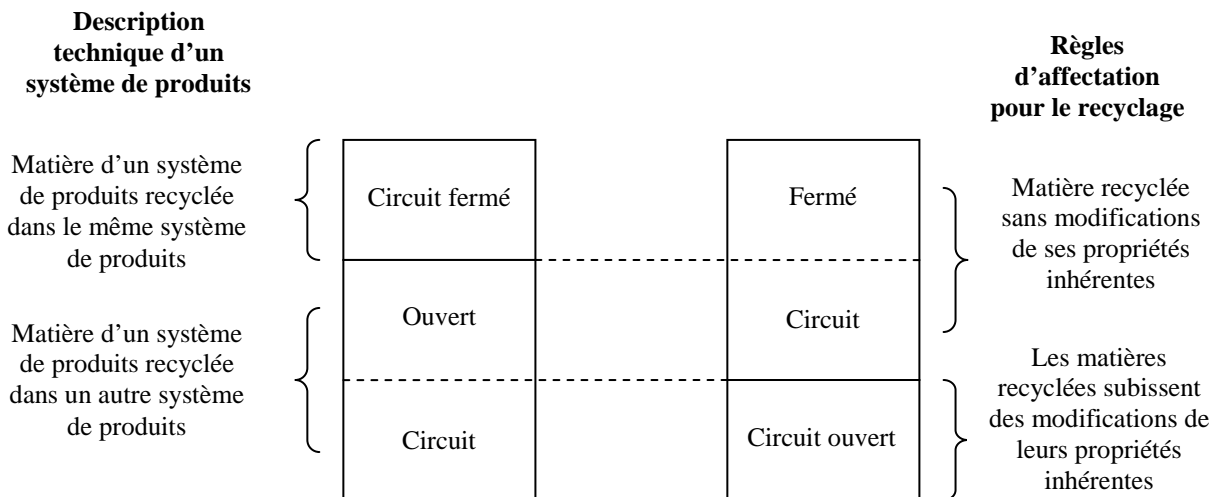 Description
technique d’un
système de produits
Règles
d’affectation
pour le recyclage
Matière d’un système
de produits recyclée
dans le même système
de produits
Circuit fermé
Fermé
Matière recyclée
sans modifications
de ses propriétés
inhérentes
Matière d’un système
de produits recyclée
dans un autre système
de produits
Ouvert
Circuit
Circuit
Circuit ouvert
Les matières
recyclées subissent
des modifications de
leurs propriétés
inhérentes